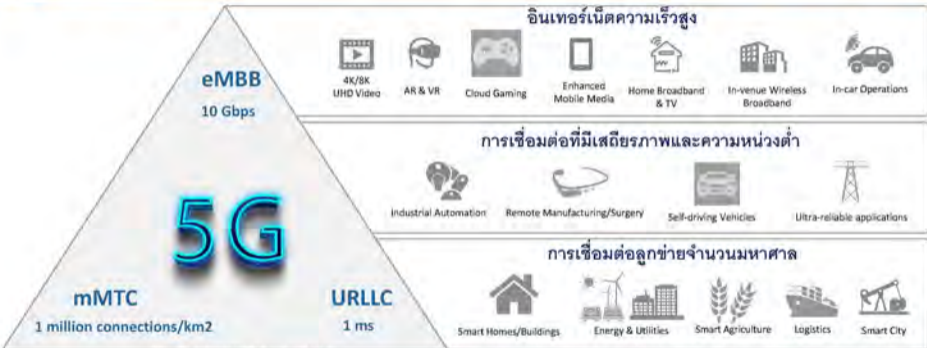 eMBB
10 Gbps
5G
mMTC
1 million connections/km2
URLLC
1 ms
อินเทอร์เน็ตความเร็วสูง
4K/8K
UHD Video
AR & VR
Cloud Gaming
Enhanced
Mobile Media
Home Broadband
& TV
In-venue Wireless
Broadband
In-car Operations
การเชื่อมต่อที่มีเสถียรภาพและความหน่วงต่ำ
Industrial Automation
Remote Manufacturing/Surgery
Self-driving Vehicles
Ultra-reliable applications
การเชื่อมต่อลูกข่ายจำนวนมหาศาล
Smart Homes/Buildings
Energy & Utilities
Smart Agriculture
Logistics
Smart City